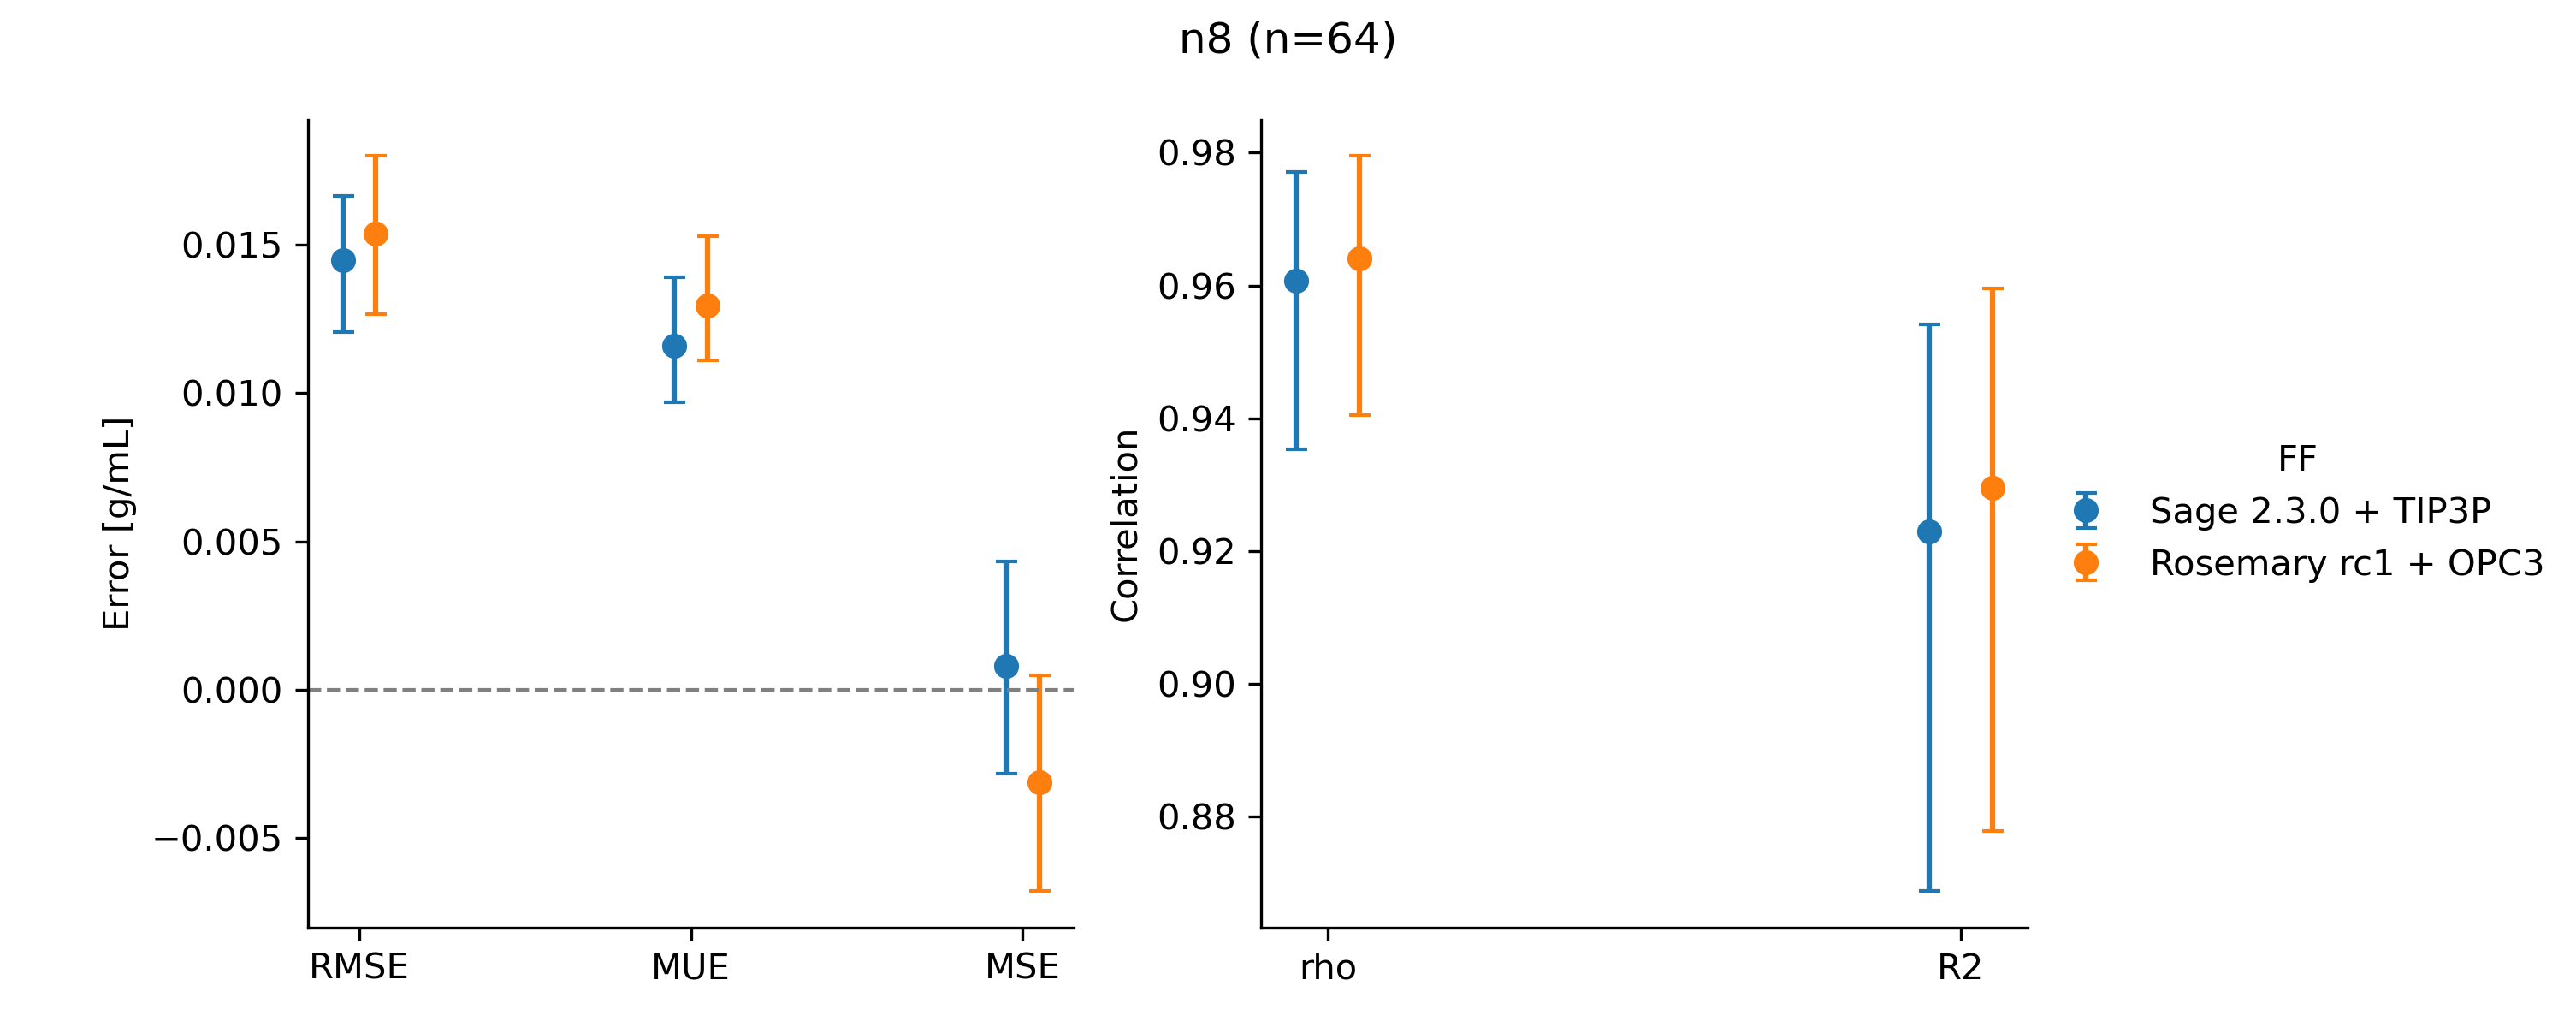 n8 (n=64)
Error [g/mL]
0.015
0.010
0.005
0.000
−0.005
RMSE
MUE
MSE
Correlation
0.98
0.96
0.94
0.92
0.90
0.88
rho
R2
FF
Sage 2.3.0 + TIP3P
Rosemary rc1 + OPC3